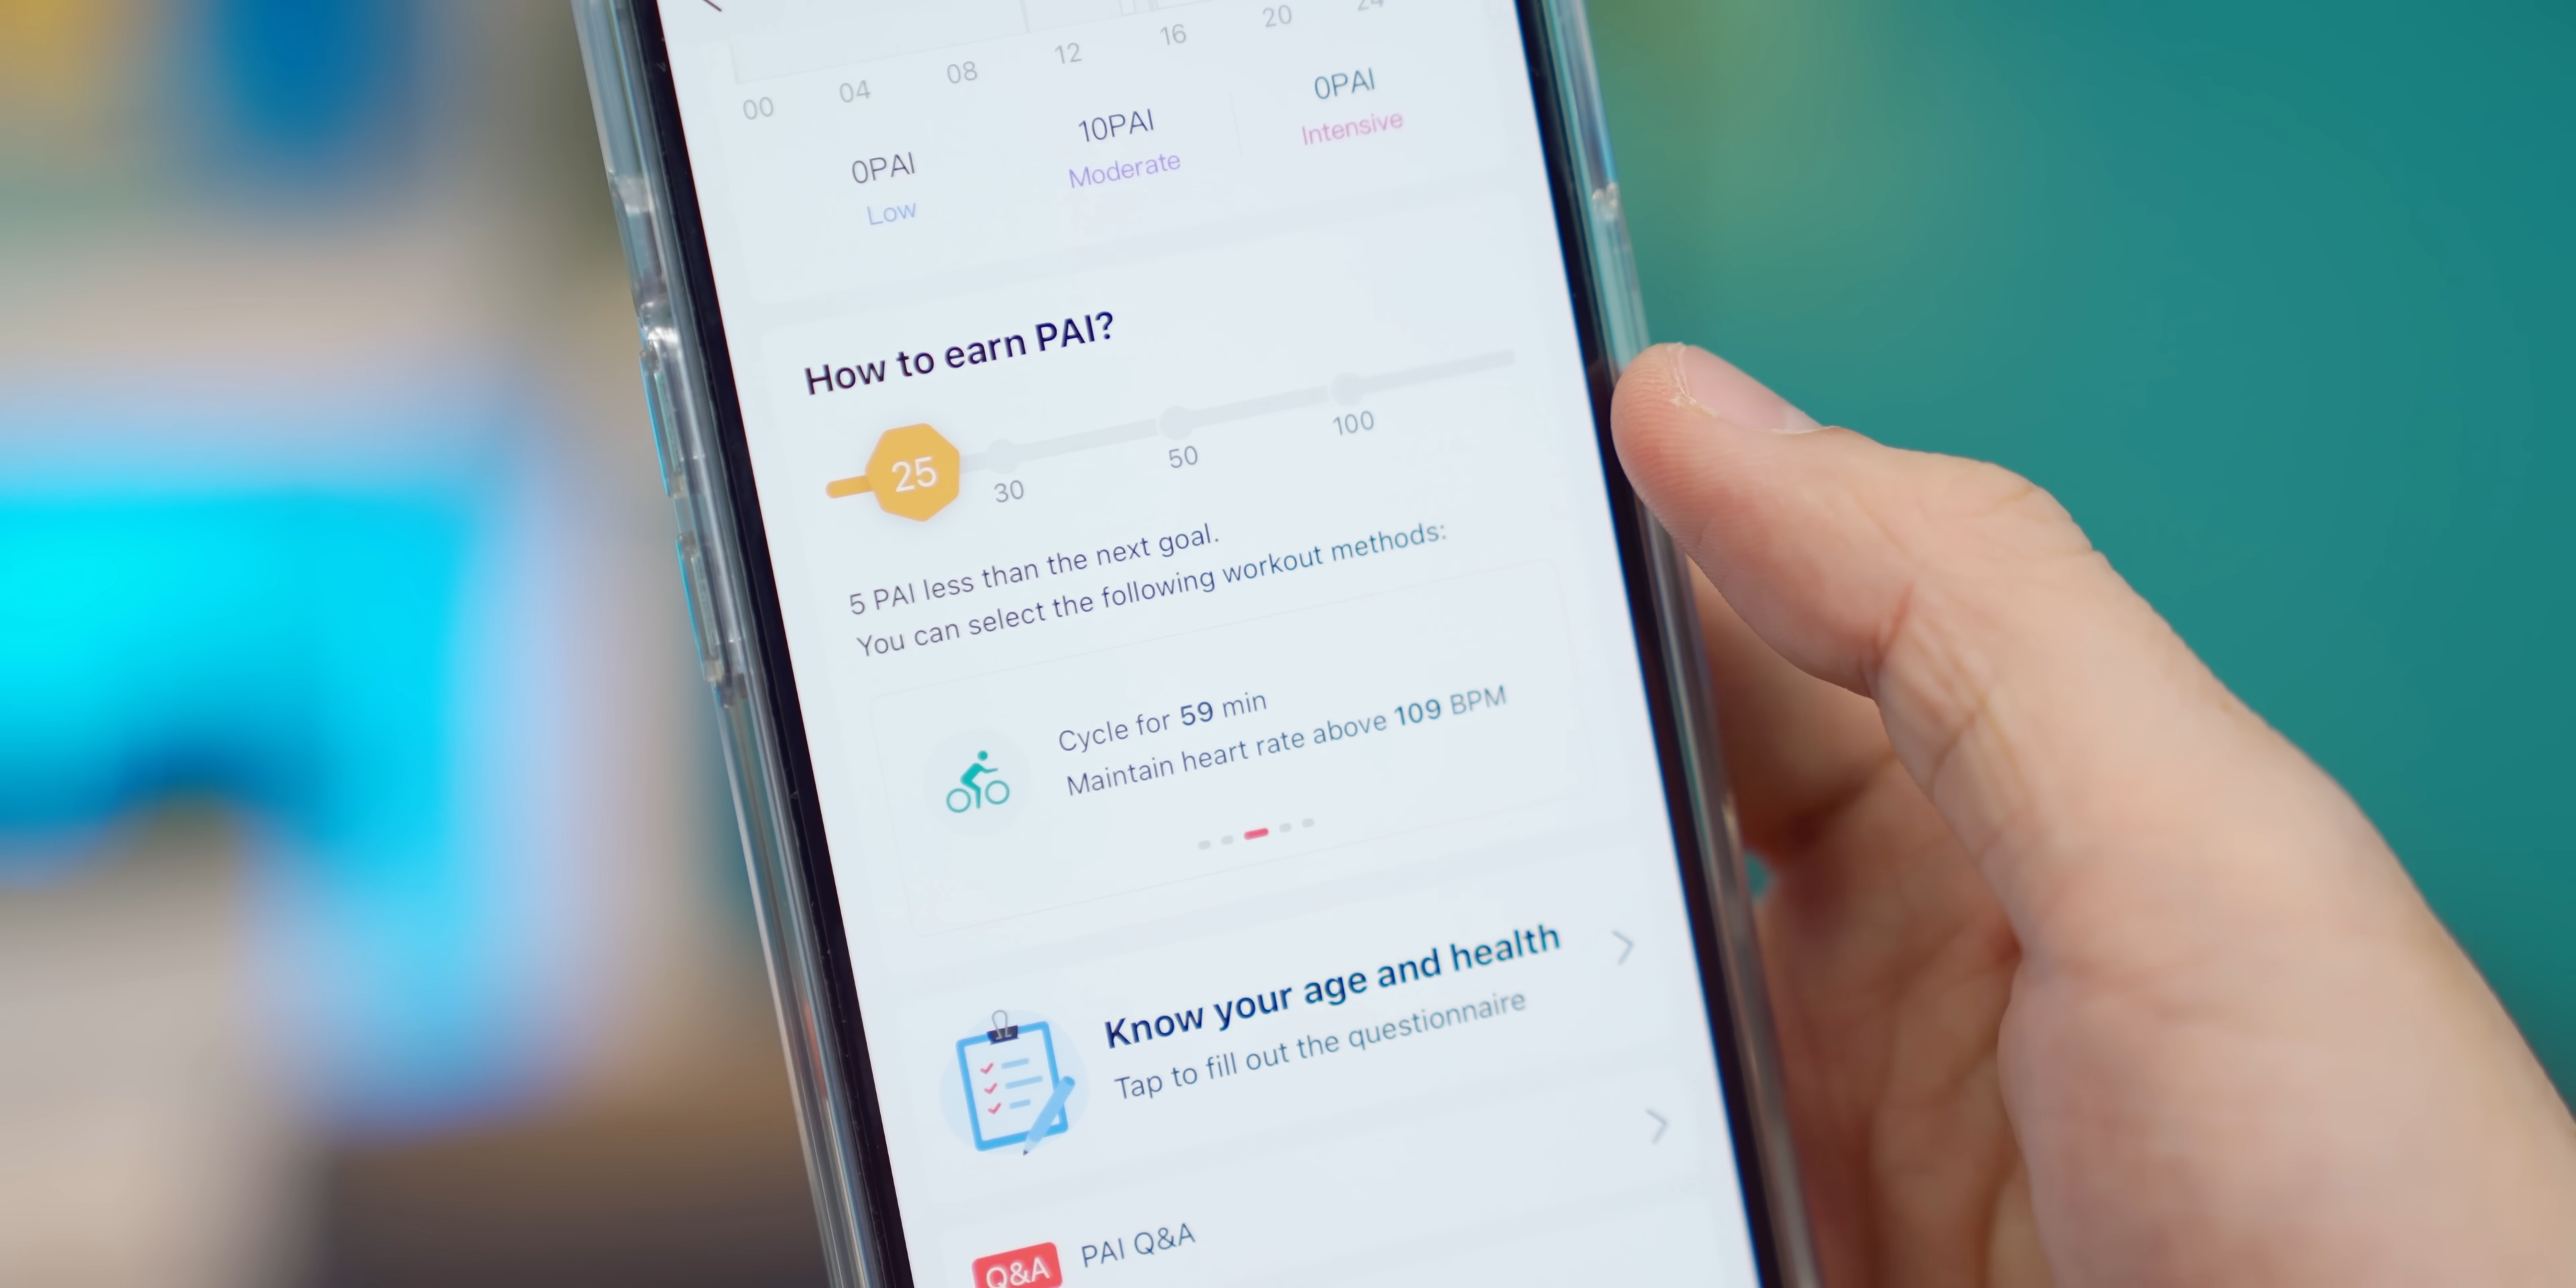 00 04 08 12 16 20 24
0PAI 10PAI 0PAI
Low Moderate Intensive
How to earn PAI?
25 30 50 100
5 PAI less than the next goal.
You can select the following workout methods:
Cycle for 59 min
Maintain heart rate above 109 BPM
Know your age and health
Tap to fill out the questionnaire
Q&A PAI Q&A